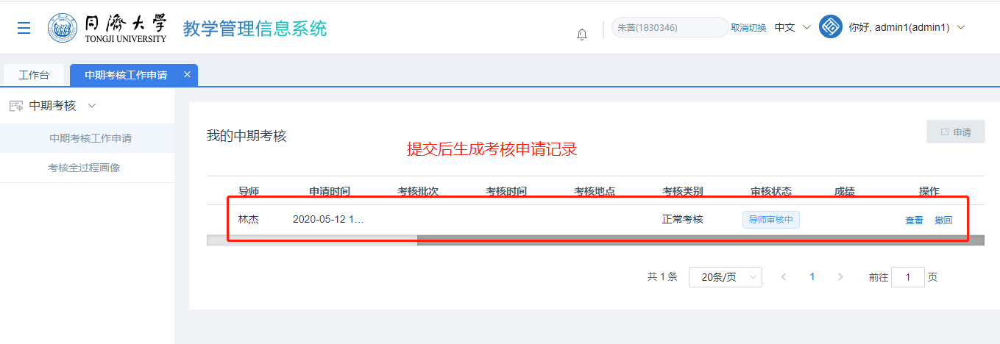 同濟大学
TONGJI UNIVERSITY
教学管理信息系统
朱茵(1830346)
取消切换
中文
你好, admin1(admin1)
工作台
中期考核工作申请
中期考核
中期考核工作申请
考核全过程画像
我的中期考核
申请
提交后生成考核申请记录
导师 申请时间 考核批次 考核时间 考核地点 考核类别 审核状态 成绩 操作
林杰 2020-05-12 1... 正常考核 导师审核中 查看 撤回
共 1 条 20条/页 1 前往 1 页